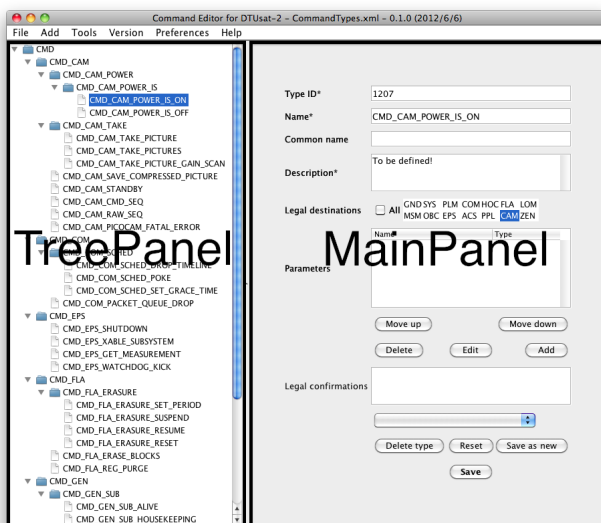 Command Editor for DTUsat-2 - CommandTypes.xml - 0.1.0 (2012/6/6)
File Add Tools Version Preferences Help
CMD
CMD_CAM
CMD_CAM_POWER
CMD_CAM_POWER_IS
CMD_CAM_POWER_IS_ON
CMD_CAM_POWER_IS_OFF
CMD_CAM_TAKE
CMD_CAM_TAKE_PICTURE
CMD_CAM_TAKE_PICTURES
CMD_CAM_TAKE_PICTURE_GAIN_SCAN
CMD_CAM_SAVE_COMPRESSED_PICTURE
CMD_CAM_STANDBY
CMD_CAM_CMD_SEQ
CMD_CAM_RAW_SEQ
CMD_CAM_PICOCAM_FATAL_ERROR
CMD_COM
CMD_COM_SCHED
CMD_COM_SCHED_DROP_TIMELINE
CMD_COM_SCHED_POKE
CMD_COM_SCHED_SET_GRACE_TIME
CMD_COM_PACKET_QUEUE_DROP
CMD_EPS
CMD_EPS_SHUTDOWN
CMD_EPS_XABLE_SUBSYSTEM
CMD_EPS_GET_MEASUREMENT
CMD_EPS_WATCHDOG_KICK
CMD_FLA
CMD_FLA_ERASURE
CMD_FLA_ERASURE_SET_PERIOD
CMD_FLA_ERASURE_SUSPEND
CMD_FLA_ERASURE_RESUME
CMD_FLA_ERASURE_RESET
CMD_FLA_ERASE_BLOCKS
CMD_FLA_REG_PURGE
CMD_GEN
CMD_GEN_SUB
CMD_GEN_SUB_ALIVE
CMD_GEN_SUB_HOUSEKEEPING
TreePanel
Type ID* 1207
Name* CMD_CAM_POWER_IS_ON
Common name
Description* To be defined!
Legal destinations All GND SYS PLM COM HOC FLA LOM
MSM OBC EPS ACS PPL CAM ZEN
Name Type
MainPanel
Parameters
Move up Move down
Delete Edit Add
Legal confirmations
Delete type Reset Save as new
Save